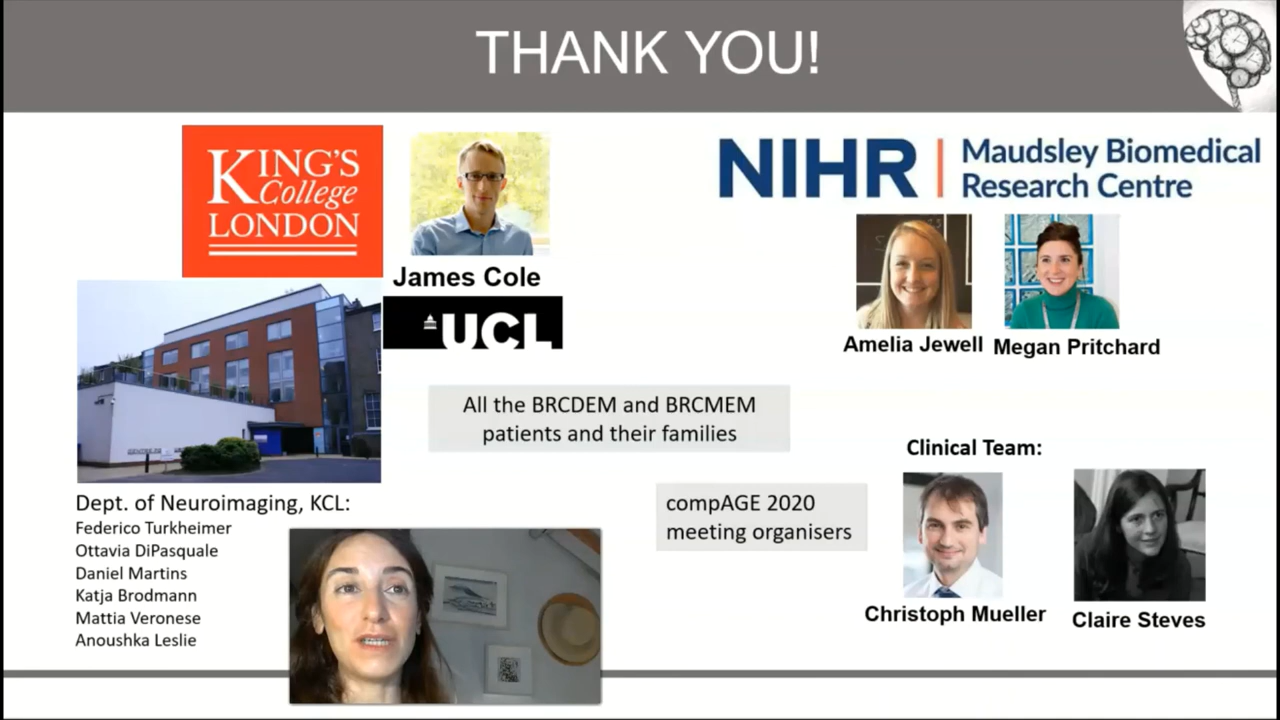 THANK YOU!
KING'S
College
LONDON
James Cole
UCL
NIHR | Maudsley Biomedical
Research Centre
Amelia Jewell
Megan Pritchard
All the BRCDEM and BRCMEM
patients and their families
Clinical Team:
compAGE 2020
meeting organisers
Christoph Mueller
Claire Steves
Dept. of Neuroimaging, KCL:
Federico Turkheimer
Ottavia DiPasquale
Daniel Martins
Katja Brodmann
Mattia Veronese
Anoushka Leslie